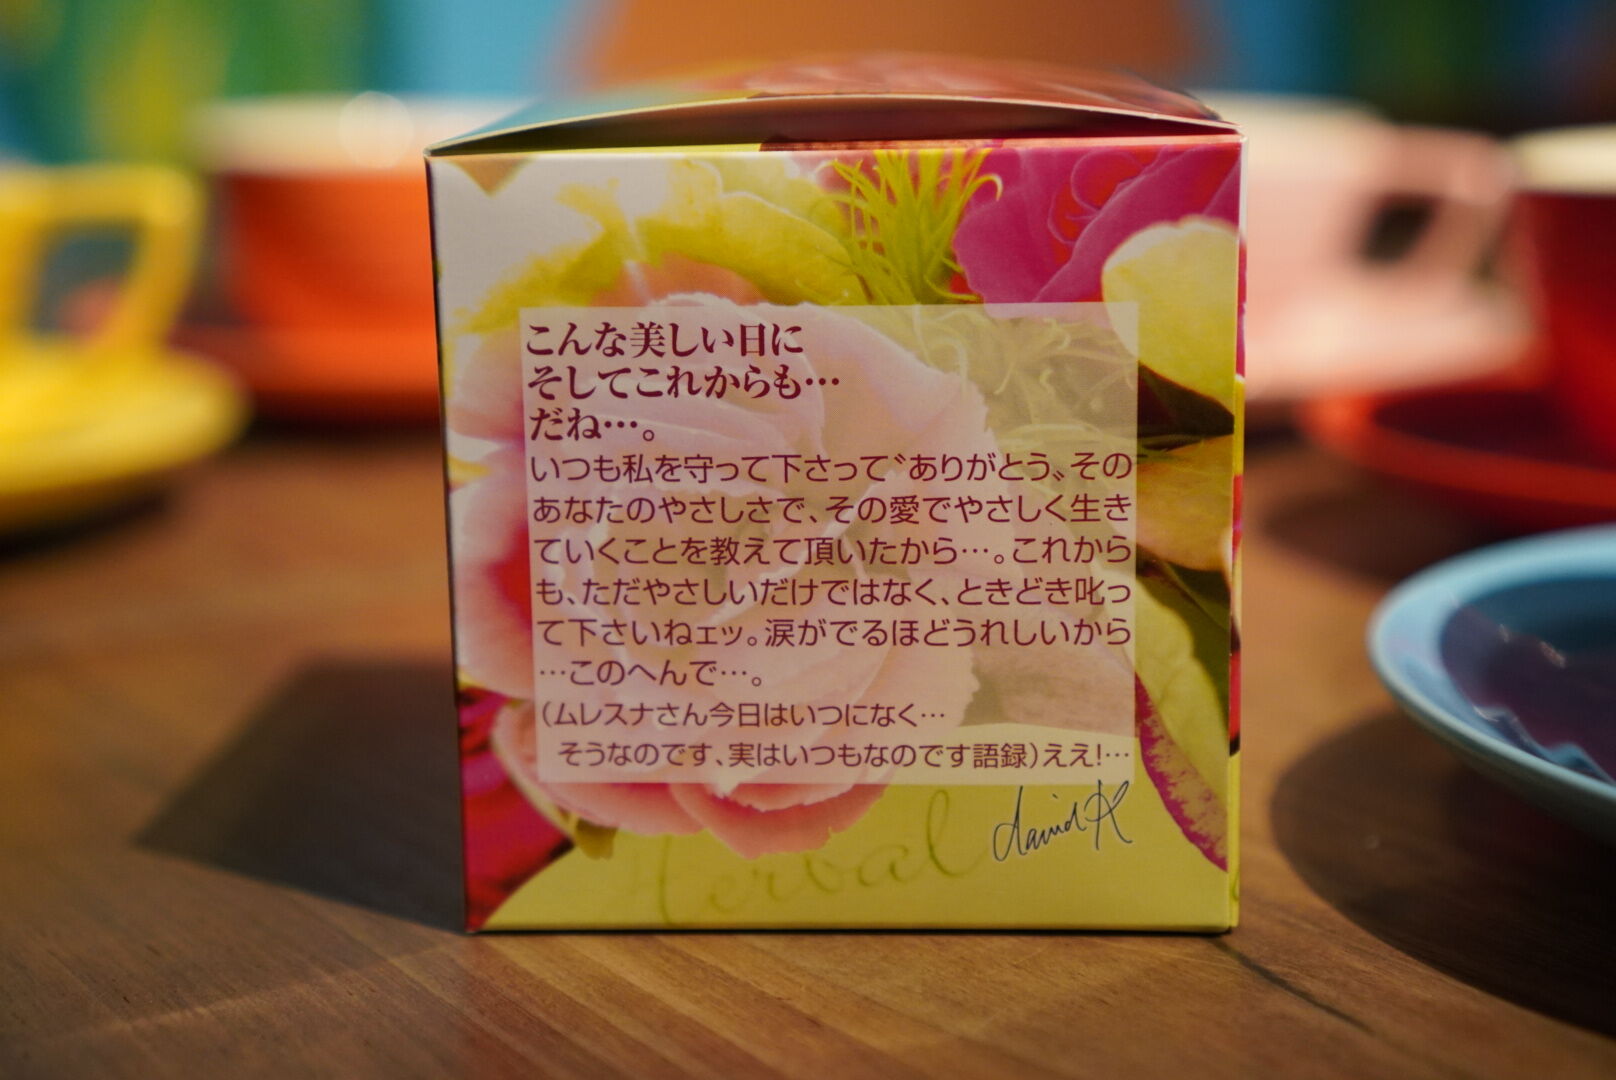 こんな美しい日に
そしてこれからも…
だね…。
いつも私を守って下さって〝ありがとう〟その
あなたのやさしさで、その愛でやさしく生き
ていくことを教えて頂いたから…。これから
も、ただやさしいだけではなく、ときどき叱っ
て下さいねェッ。涙がでるほどうれしいから
…このへんで…。
(ムレスナさん今日はいつになく…
そうなのです、実はいつもなのです語録)ええ!…
david K
Herbal